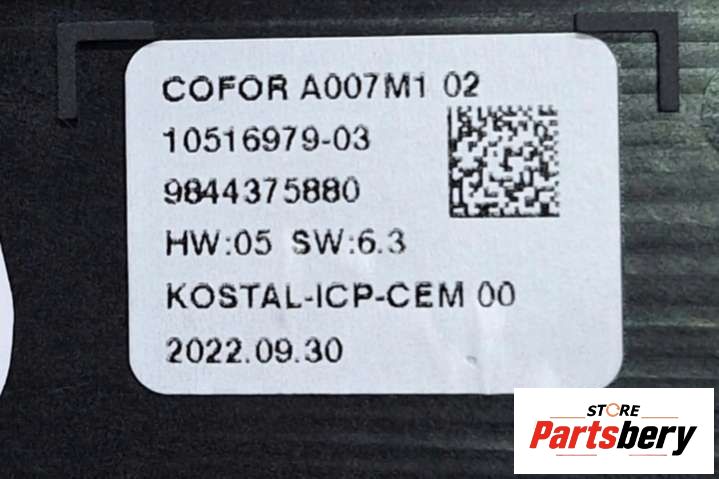 COFOR A007M1 02
10516979-03
9844375880
HW:05 SW:6.3
KOSTAL-ICP-CEM 00
2022.09.30
STORE
Partsbery